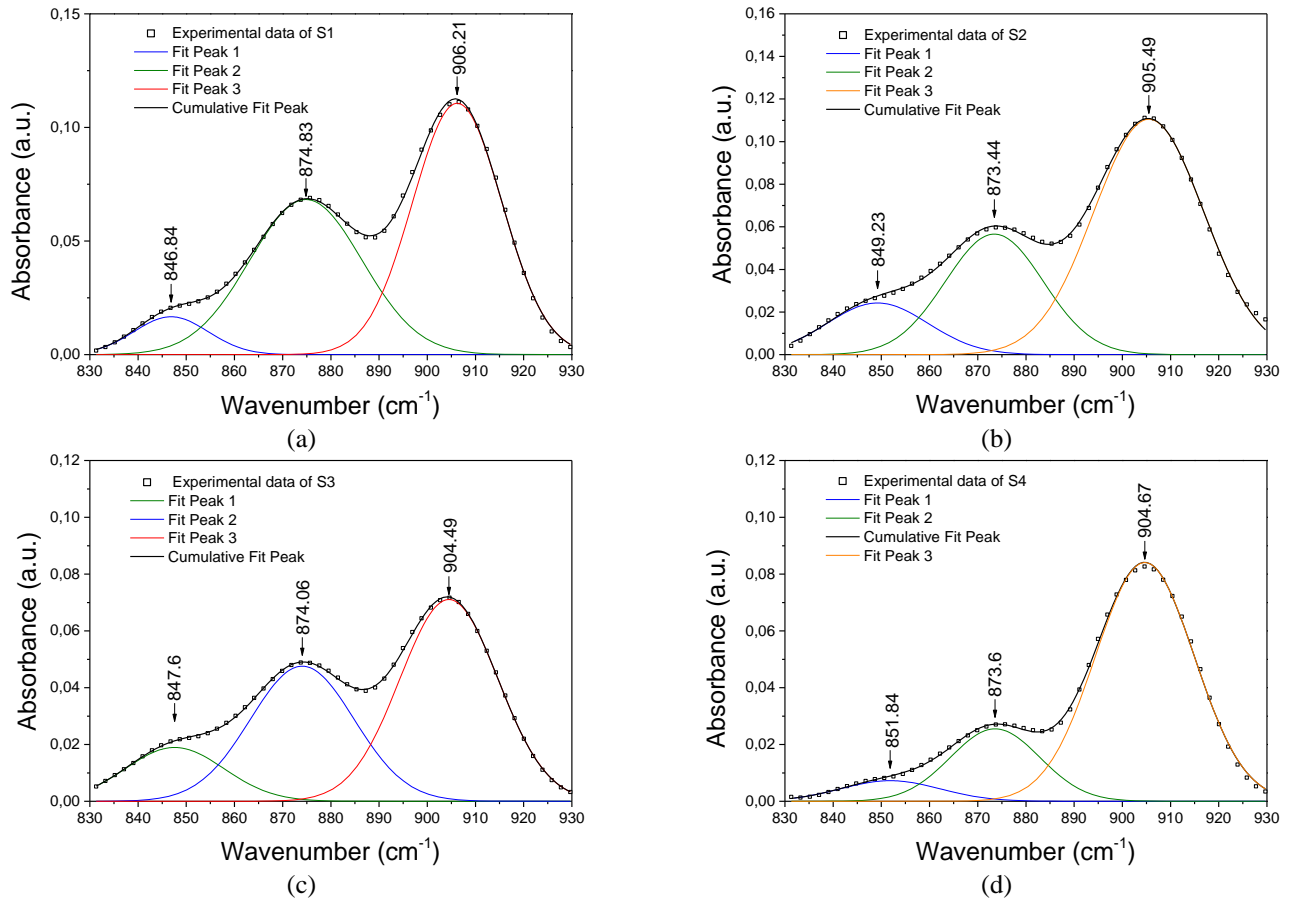 0,15
0,10
0,05
0,00
Absorbance (a.u.)
Experimental data of S1
Fit Peak 1
Fit Peak 2
Fit Peak 3
Cumulative Fit Peak
846.84
874.83
906.21
830 840 850 860 870 880 890 900 910 920 930
Wavenumber (cm-1)
(a)
0,16
0,14
0,12
0,10
0,08
0,06
0,04
0,02
0,00
Absorbance (a.u.)
Experimental data of S2
Fit Peak 1
Fit Peak 2
Fit Peak 3
Cumulative Fit Peak
849.23
873.44
905.49
830 840 850 860 870 880 890 900 910 920 930
Wavenumber (cm-1)
(b)
0,12
0,10
0,08
0,06
0,04
0,02
0,00
Absorbance (a.u.)
Experimental data of S3
Fit Peak 1
Fit Peak 2
Fit Peak 3
Cumulative Fit Peak
847.6
874.06
904.49
830 840 850 860 870 880 890 900 910 920 930
Wavenumber (cm-1)
(c)
0,12
0,10
0,08
0,06
0,04
0,02
0,00
Absorbance (a.u.)
Experimental data of S4
Fit Peak 1
Fit Peak 2
Cumulative Fit Peak
Fit Peak 3
851.84
873.6
904.67
830 840 850 860 870 880 890 900 910 920 930
Wavenumber (cm-1)
(d)